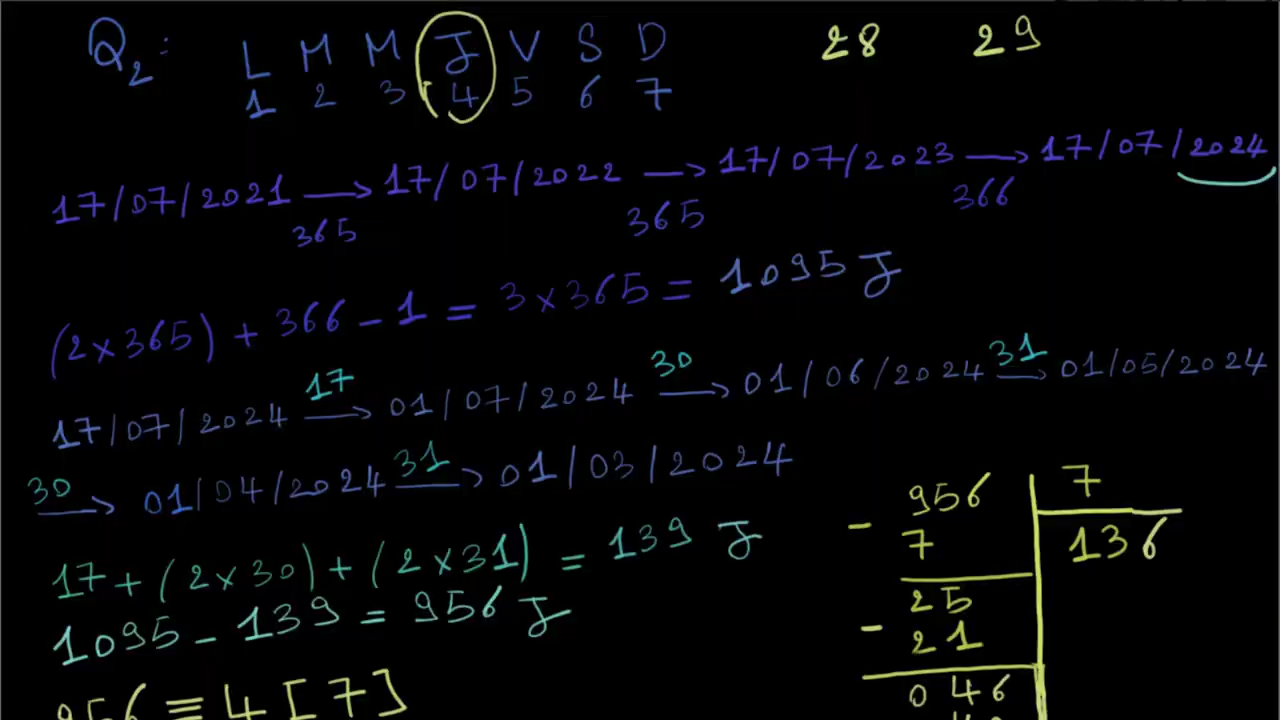 Q2: L M M J V S D 28 29
1 2 3 4 5 6 7
17/07/2021 → 17/07/2022 → 17/07/2023 → 17/07/2024
365 365 366
(2×365) + 366 - 1 = 3×365 = 1095 J
17 30 31
17/07/2024 → 01/07/2024 → 01/06/2024 → 01/05/2024
30 31
→ 01/04/2024 → 01/03/2024
17 + (2×30) + (2×31) = 139 J
1095 - 139 = 956 J
956 ≡ 4 [7]
956 7
- 7 136
25
- 21
046